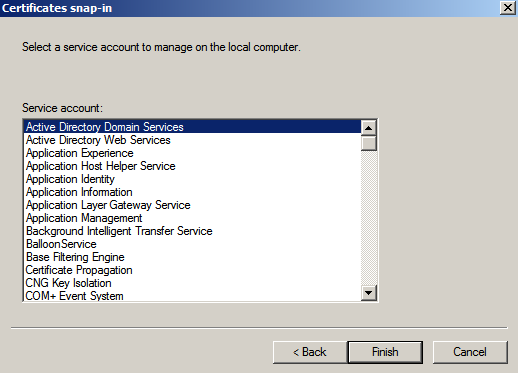 Certificates snap-in
Select a service account to manage on the local computer.
Service account:
Active Directory Domain Services
Active Directory Web Services
Application Experience
Application Host Helper Service
Application Identity
Application Information
Application Layer Gateway Service
Application Management
Background Intelligent Transfer Service
BalloonService
Base Filtering Engine
Certificate Propagation
CNG Key Isolation
COM+ Event System
< Back
Finish
Cancel